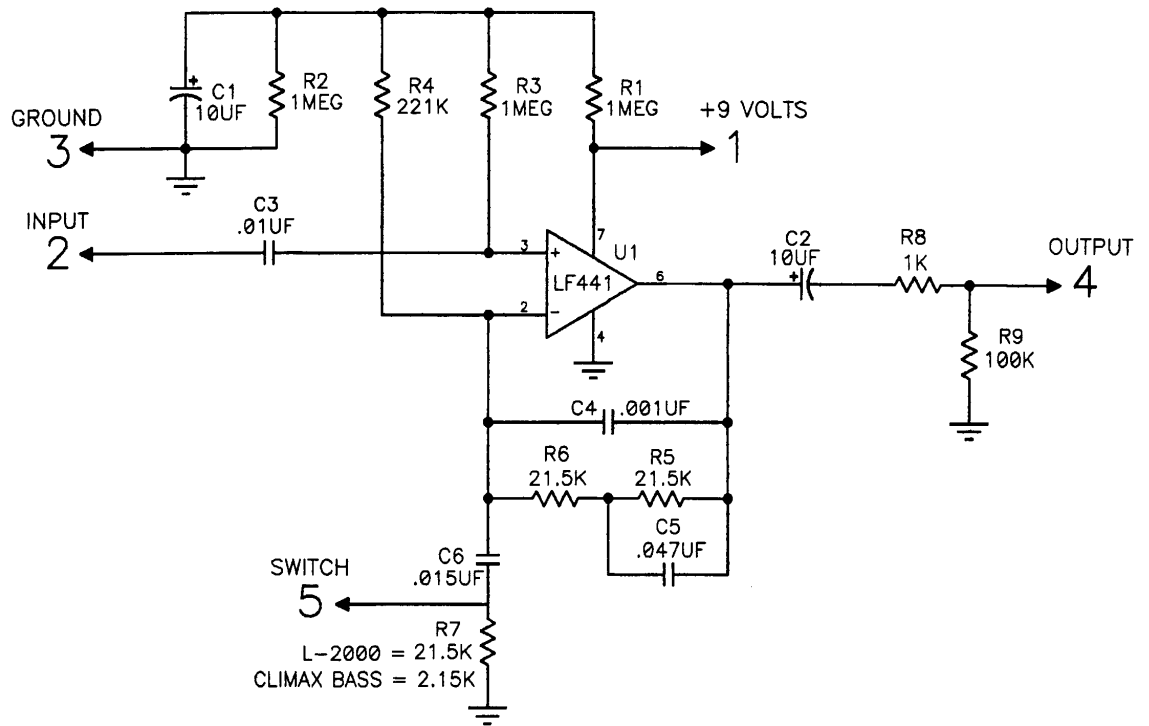 C1
10UF
R2
1MEG
R4
221K
R3
1MEG
R1
1MEG
+9 VOLTS
1
GROUND
3
INPUT
2
C3
.01UF
3
+
2
-
7
U1
LF441
6
4
C2
10UF
+
R8
1K
OUTPUT
4
R9
100K
C4 .001UF
R6
21.5K
R5
21.5K
C5
.047UF
C6
.015UF
SWITCH
5
R7
L-2000 = 21.5K
CLIMAX BASS = 2.15K
+